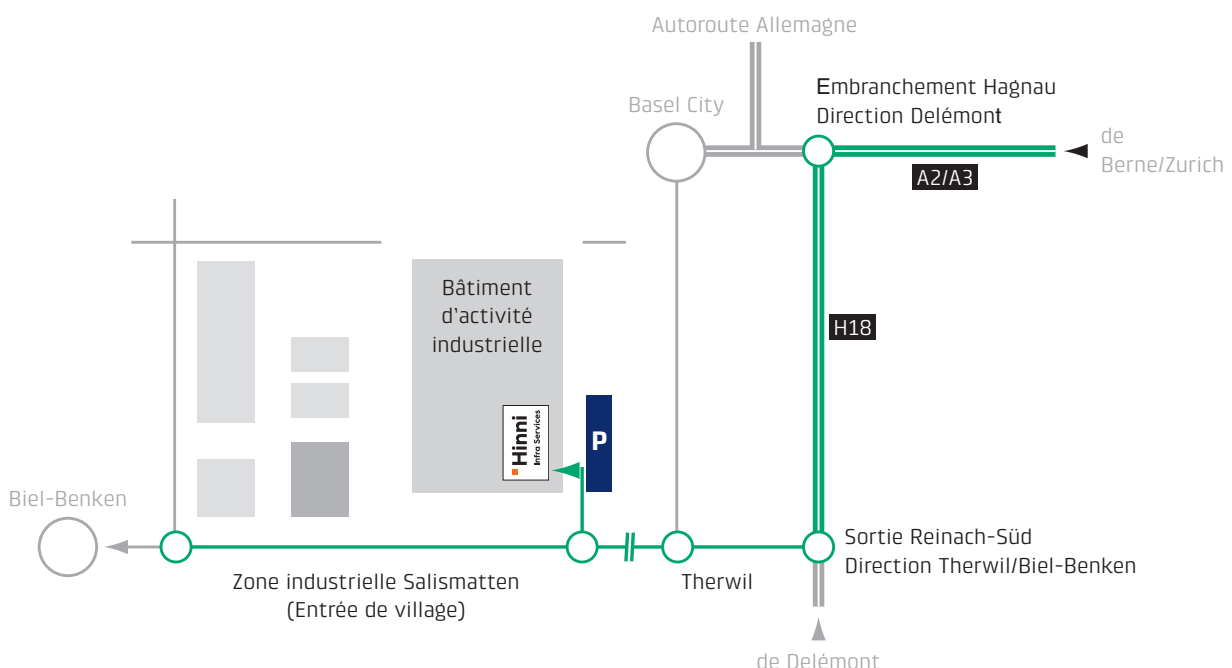 Autoroute Allemagne
Embranchement Hagnau
Direction Delémont
Basel City
de
Berne/Zurich
A2/A3
Bâtiment
d'activité
industrielle
H18
Hinni
Infra Services
P
Biel-Benken
Sortie Reinach-Süd
Direction Therwil/Biel-Benken
Zone industrielle Salismatten
(Entrée de village)
Therwil
de Delémont